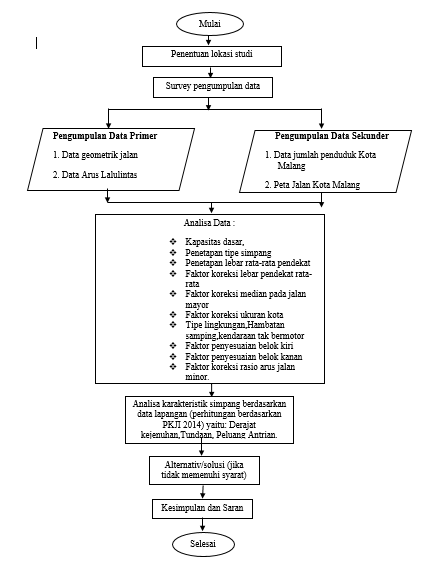 Mulai
Penentuan lokasi studi
Survey pengumpulan data
Pengumpulan Data Primer
1. Data geometrik jalan
2. Data Arus Lalulintas
Pengumpulan Data Sekunder
1. Data jumlah penduduk Kota
Malang
2. Peta Jalan Kota Malang
Analisa Data :
❖ Kapasitas dasar,
❖ Penetapan tipe simpang
❖ Penetapan lebar rata-rata pendekat
❖ Faktor koreksi lebar pendekat rata-
rata
❖ Faktor koreksi median pada jalan
mayor
❖ Faktor koreksi ukuran kota
❖ Tipe lingkungan,Hambatan
samping,kendaraan tak bermotor
❖ Faktor penyesuaian belok kiri
❖ Faktor penyesuaian belok kanan
❖ Faktor koreksi rasio arus jalan
minor.
Analisa karakteristik simpang berdasarkan
data lapangan (perhitungan berdasarkan
PKJI 2014) yaitu: Derajat
kejenuhan,Tundaan, Peluang Antrian.
Alternativ/solusi (jika
tidak memenuhi syarat)
Kesimpulan dan Saran
Selesai